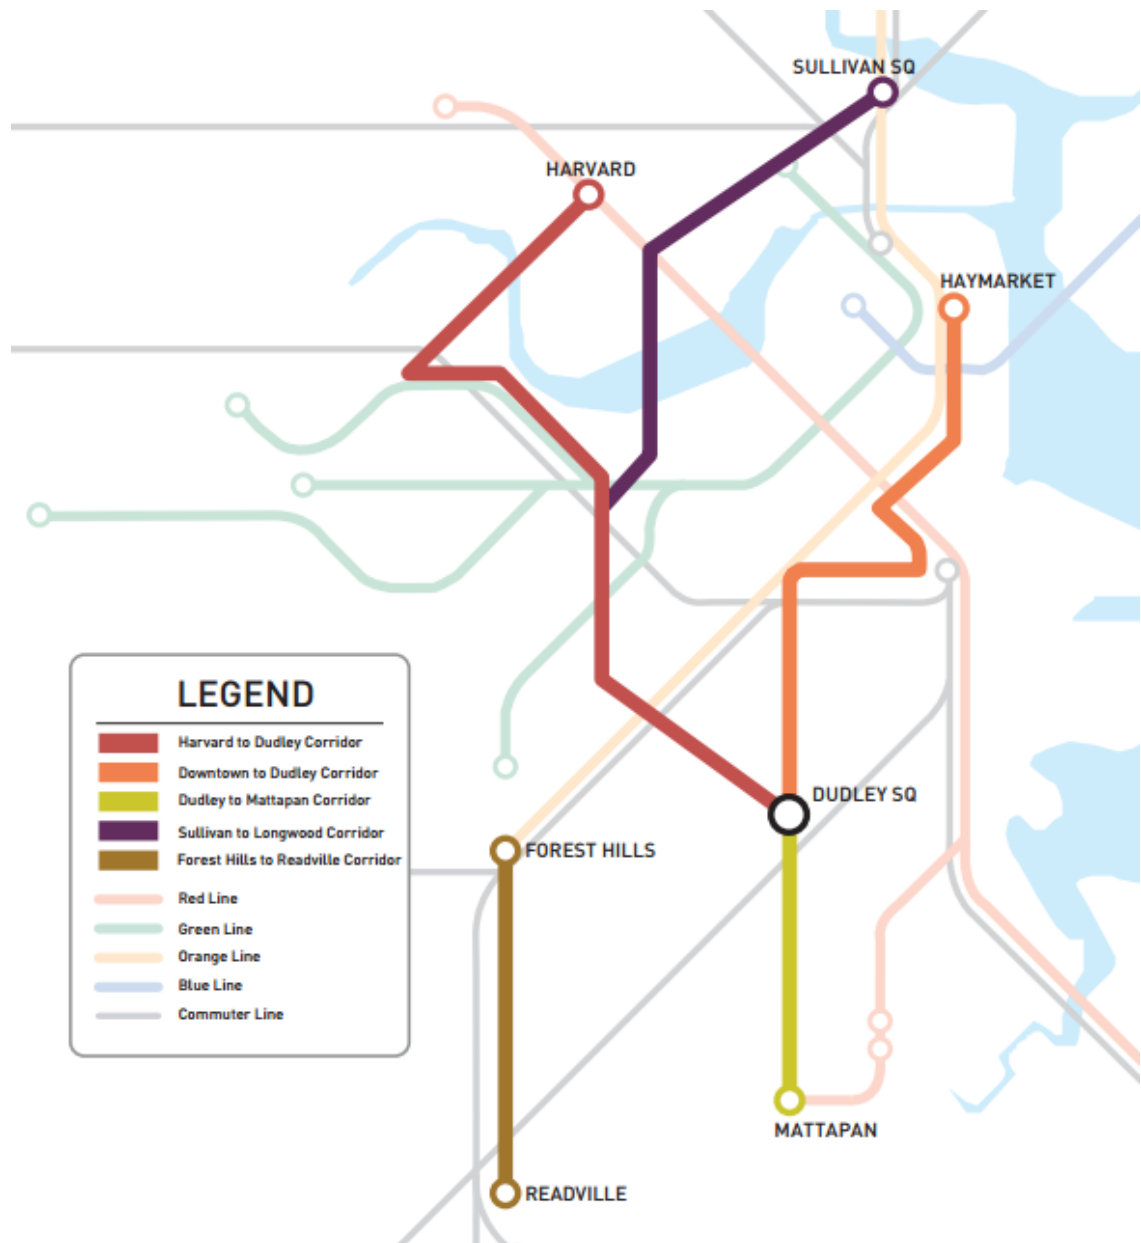 SULLIVAN SQ
HARVARD
HAYMARKET
LEGEND
Harvard to Dudley Corridor
Downtown to Dudley Corridor
Dudley to Mattapan Corridor
Sullivan to Longwood Corridor
Forest Hills to Readville Corridor
Red Line
Green Line
Orange Line
Blue Line
Commuter Line
DUDLEY SQ
FOREST HILLS
MATTAPAN
READVILLE